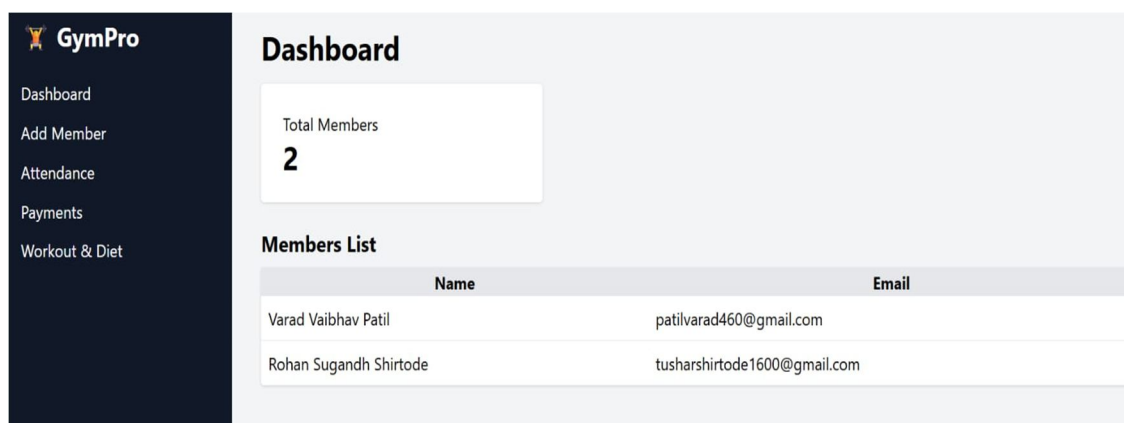 GymPro
Dashboard
Add Member
Attendance
Payments
Workout & Diet
Dashboard
Total Members
2
Members List
Name Email
Varad Vaibhav Patil patilvarad460@gmail.com
Rohan Sugandh Shirtode tusharshirtode1600@gmail.com